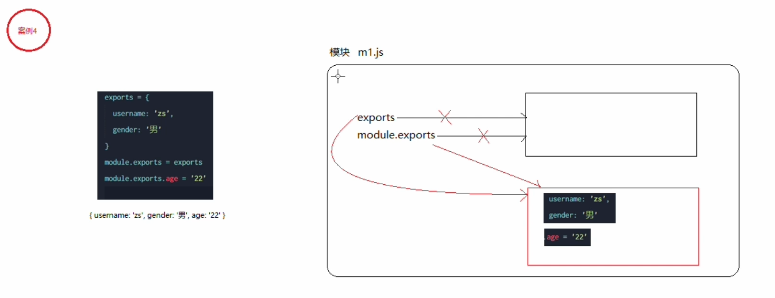 案例4
模块 m1.js
exports = {
username: 'zs',
gender: '男'
}
module.exports = exports
module.exports.age = '22'
{ username: 'zs', gender: '男', age: '22' }
exports
module.exports
username: 'zs',
gender: '男'
.age = '22'